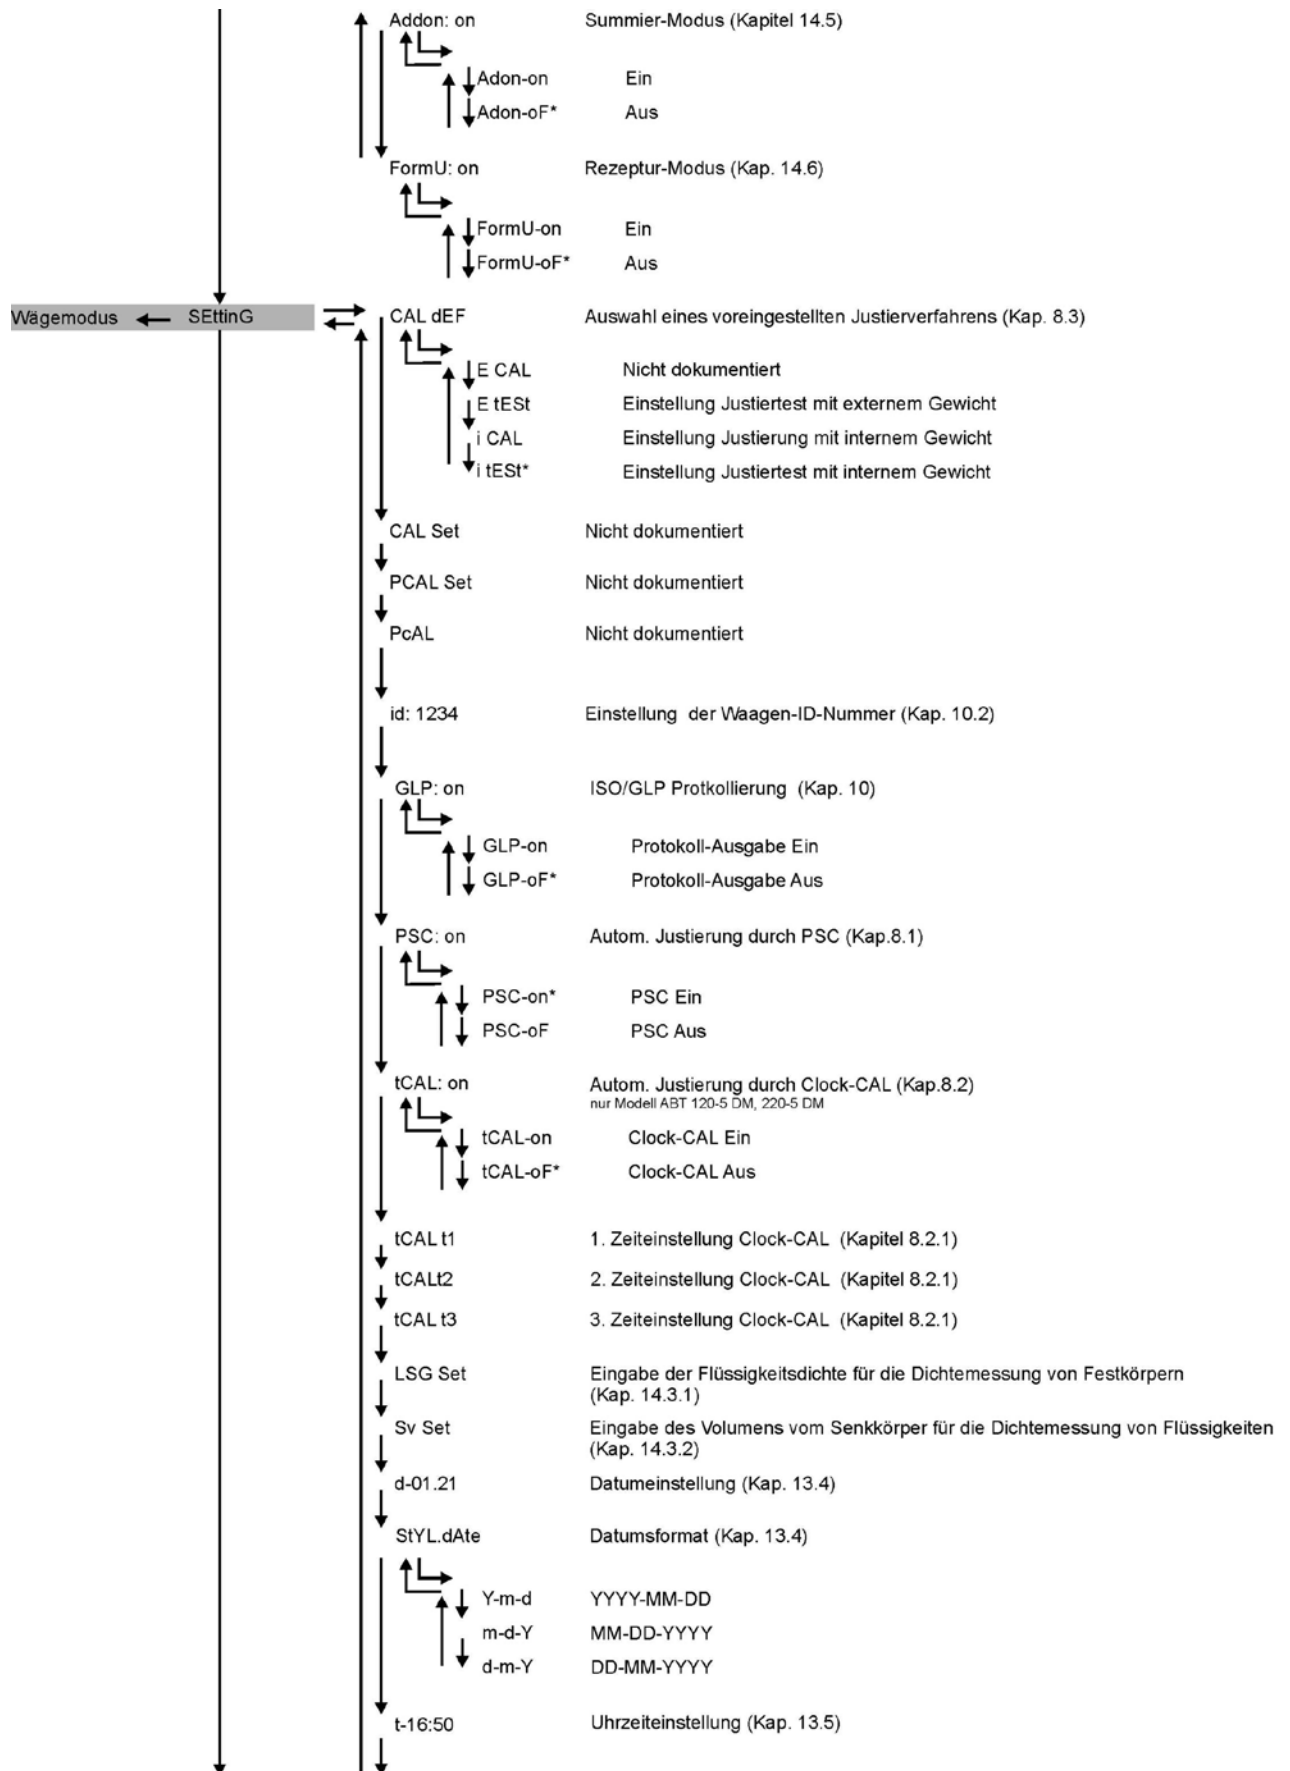 Addon: on Summier-Modus (Kapitel 14.5)
Adon-on Ein
Adon-oF* Aus
FormU: on Rezeptur-Modus (Kap. 14.6)
FormU-on Ein
FormU-oF* Aus
Wägemodus SEttinG CAL dEF Auswahl eines voreingestellten Justierverfahrens (Kap. 8.3)
E CAL Nicht dokumentiert
E tESt Einstellung Justiertest mit externem Gewicht
i CAL Einstellung Justierung mit internem Gewicht
i tESt* Einstellung Justiertest mit internem Gewicht
CAL Set Nicht dokumentiert
PCAL Set Nicht dokumentiert
PcAL Nicht dokumentiert
id: 1234 Einstellung der Waagen-ID-Nummer (Kap. 10.2)
GLP: on ISO/GLP Protkollierung (Kap. 10)
GLP-on Protokoll-Ausgabe Ein
GLP-oF* Protokoll-Ausgabe Aus
PSC: on Autom. Justierung durch PSC (Kap.8.1)
PSC-on* PSC Ein
PSC-oF PSC Aus
tCAL: on Autom. Justierung durch Clock-CAL (Kap.8.2)
nur Modell ABT 120-5 DM, 220-5 DM
tCAL-on Clock-CAL Ein
tCAL-oF* Clock-CAL Aus
tCAL t1 1. Zeiteinstellung Clock-CAL (Kapitel 8.2.1)
tCALt2 2. Zeiteinstellung Clock-CAL (Kapitel 8.2.1)
tCAL t3 3. Zeiteinstellung Clock-CAL (Kapitel 8.2.1)
LSG Set Eingabe der Flüssigkeitsdichte für die Dichtemessung von Festkörpern
(Kap. 14.3.1)
Sv Set Eingabe des Volumens vom Senkkörper für die Dichtemessung von Flüssigkeiten
(Kap. 14.3.2)
d-01.21 Datumeinstellung (Kap. 13.4)
StYL.dAte Datumsformat (Kap. 13.4)
Y-m-d YYYY-MM-DD
m-d-Y MM-DD-YYYY
d-m-Y DD-MM-YYYY
t-16:50 Uhrzeiteinstellung (Kap. 13.5)